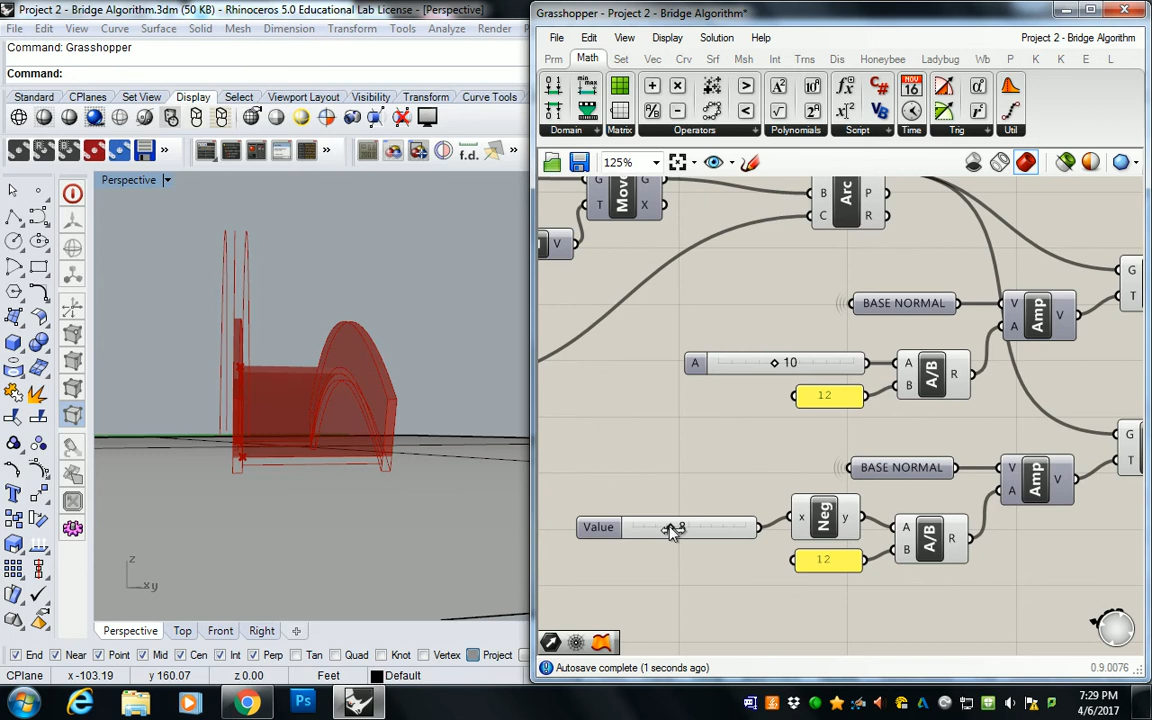 Project 2 - Bridge Algorithm.3dm (50 KB) - Rhinoceros 5.0 Educational Lab License - [Perspective]
File Edit View Curve Surface Solid Mesh Dimension Transform Tools Analyze Render
Command: Grasshopper
Command:
Standard CPlanes Set View Display Select Viewport Layout Visibility Transform Curve Tools
f.d.
Perspective
z
xy
Perspective Top Front Right
End Near Point Mid Cen Int Perp Tan Quad Knot Vertex Project
CPlane x -103.19 y 160.07 z 0.00 Feet Default
Grasshopper - Project 2 - Bridge Algorithm*
File Edit View Display Solution Help Project 2 - Bridge Algorithm
Prm Math Set Vec Crv Srf Msh Int Trns Dis Honeybee Ladybug Wb P K K E L
Domain Matrix Operators Polynomials Script Time Trig Util
125%
G T Move G X
B C Arc P R
V
G T
BASE NORMAL V A Amp V
A 10 A B A/B R
12
G T
BASE NORMAL V A Amp V
Value 8 x Neg y A B A/B R
12
Autosave complete (1 seconds ago) 0.9.0076
7:29 PM
4/6/2017